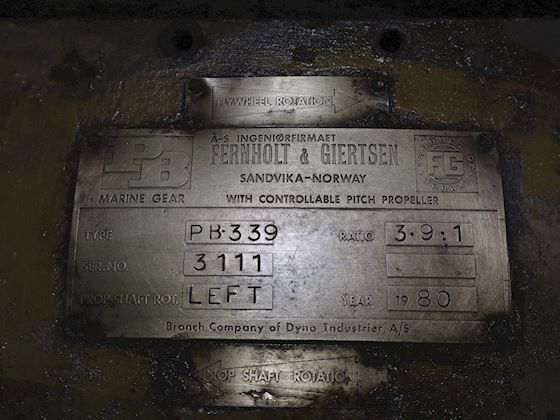 FLYWHEEL ROTATION
A-S INGENIØRFIRMAET
PB
FERNHOLT & GIERTSEN
FG
SANDVIKA-NORWAY
MARINE GEAR
WITH CONTROLLABLE PITCH PROPELLER
TYPE PB·339 RATIO 3·9:1
SER.NO. 3111
PROP SHAFT ROT. LEFT YEAR 1980
Branch Company of Dyno Industrier A/S
PROP SHAFT ROTATION